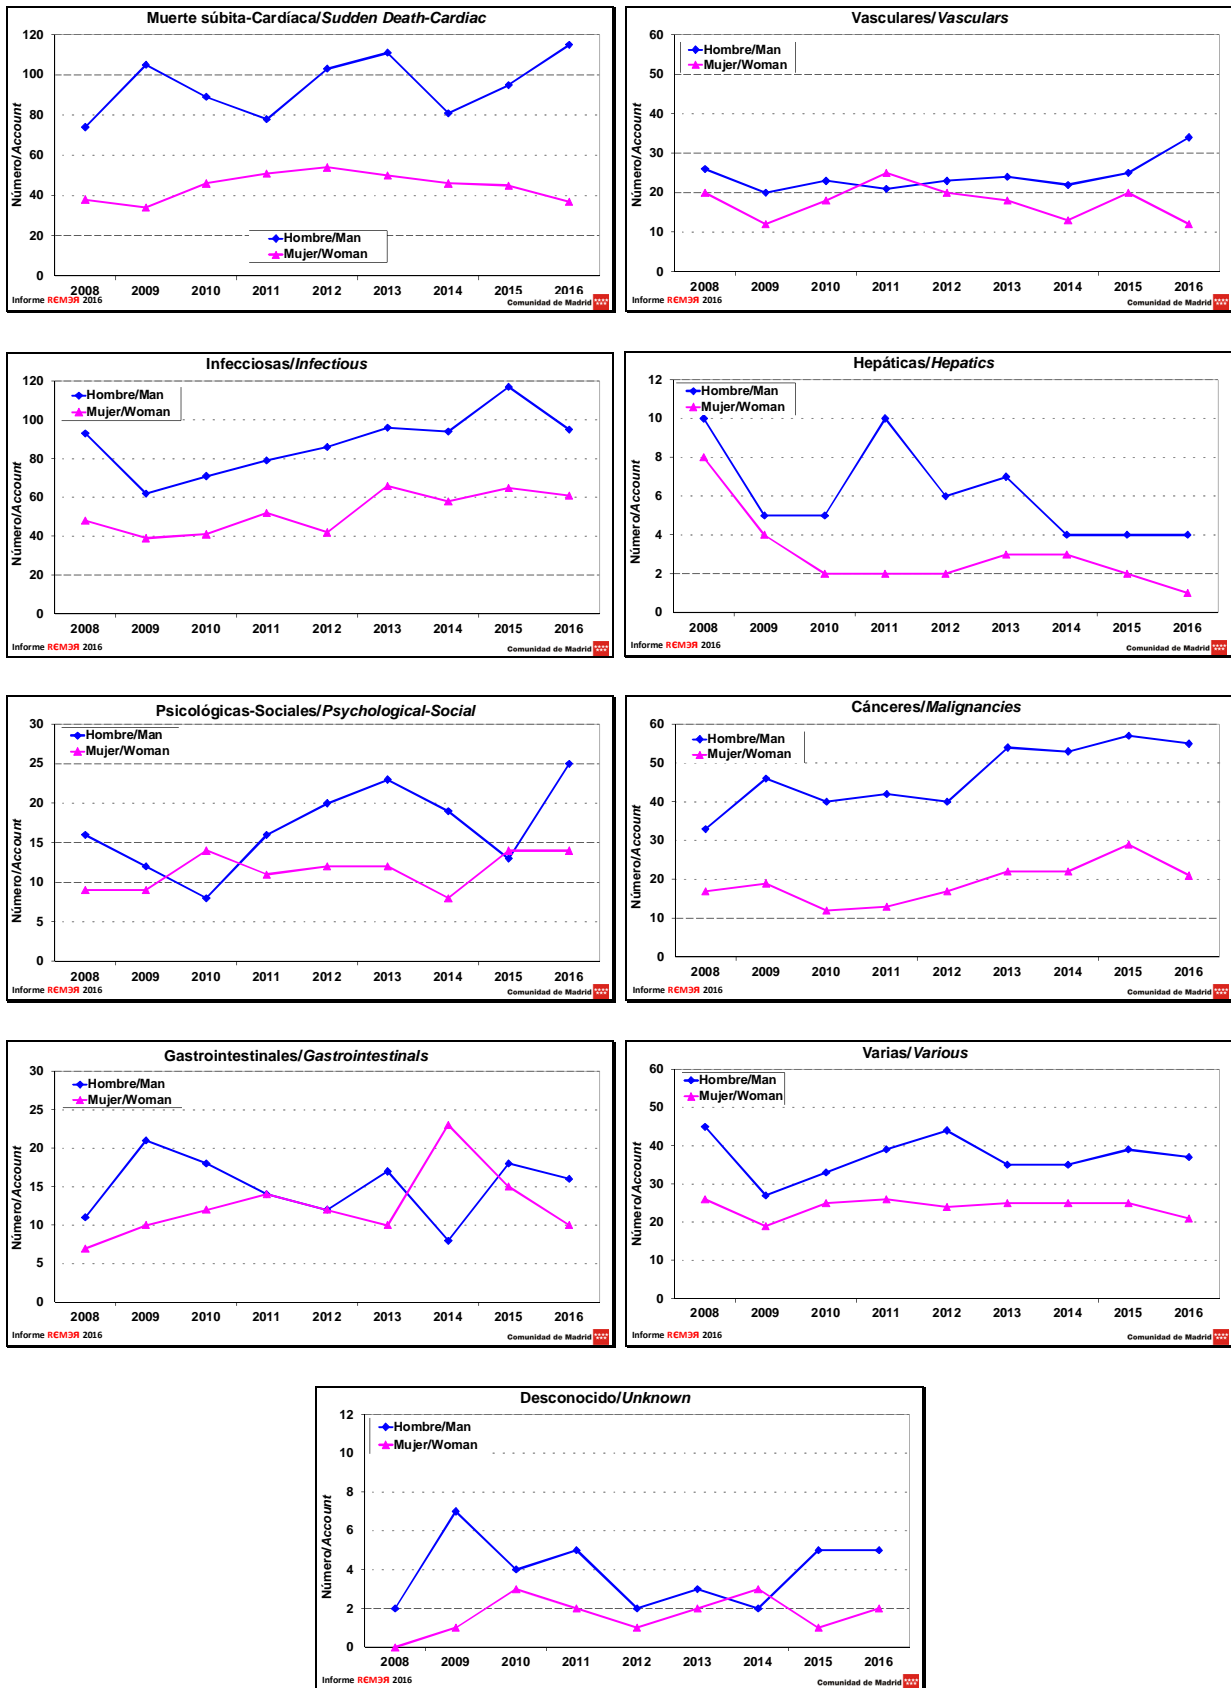 Muerte súbita-Cardíaca/Sudden Death-Cardiac
Número/Account
120
100
80
60
40
20
0
Hombre/Man
Mujer/Woman
2008 2009 2010 2011 2012 2013 2014 2015 2016
Informe RЄMƎЯ 2016
Comunidad de Madrid
Vasculares/Vasculars
Número/Account
60
50
40
30
20
10
0
Hombre/Man
Mujer/Woman
2008 2009 2010 2011 2012 2013 2014 2015 2016
Informe RЄMƎЯ 2016
Comunidad de Madrid
Infecciosas/Infectious
Número/Account
120
100
80
60
40
20
0
Hombre/Man
Mujer/Woman
2008 2009 2010 2011 2012 2013 2014 2015 2016
Informe RЄMƎЯ 2016
Comunidad de Madrid
Hepáticas/Hepatics
Número/Account
12
10
8
6
4
2
0
Hombre/Man
Mujer/Woman
2008 2009 2010 2011 2012 2013 2014 2015 2016
Informe RЄMƎЯ 2016
Comunidad de Madrid
Psicológicas-Sociales/Psychological-Social
Número/Account
30
25
20
15
10
5
0
Hombre/Man
Mujer/Woman
2008 2009 2010 2011 2012 2013 2014 2015 2016
Informe RЄMƎЯ 2016
Comunidad de Madrid
Cánceres/Malignancies
Número/Account
60
50
40
30
20
10
0
Hombre/Man
Mujer/Woman
2008 2009 2010 2011 2012 2013 2014 2015 2016
Informe RЄMƎЯ 2016
Comunidad de Madrid
Gastrointestinales/Gastrointestinals
Número/Account
30
25
20
15
10
5
0
Hombre/Man
Mujer/Woman
2008 2009 2010 2011 2012 2013 2014 2015 2016
Informe RЄMƎЯ 2016
Comunidad de Madrid
Varias/Various
Número/Account
60
50
40
30
20
10
0
Hombre/Man
Mujer/Woman
2008 2009 2010 2011 2012 2013 2014 2015 2016
Informe RЄMƎЯ 2016
Comunidad de Madrid
Desconocido/Unknown
Número/Account
12
10
8
6
4
2
0
Hombre/Man
Mujer/Woman
2008 2009 2010 2011 2012 2013 2014 2015 2016
Informe RЄMƎЯ 2016
Comunidad de Madrid